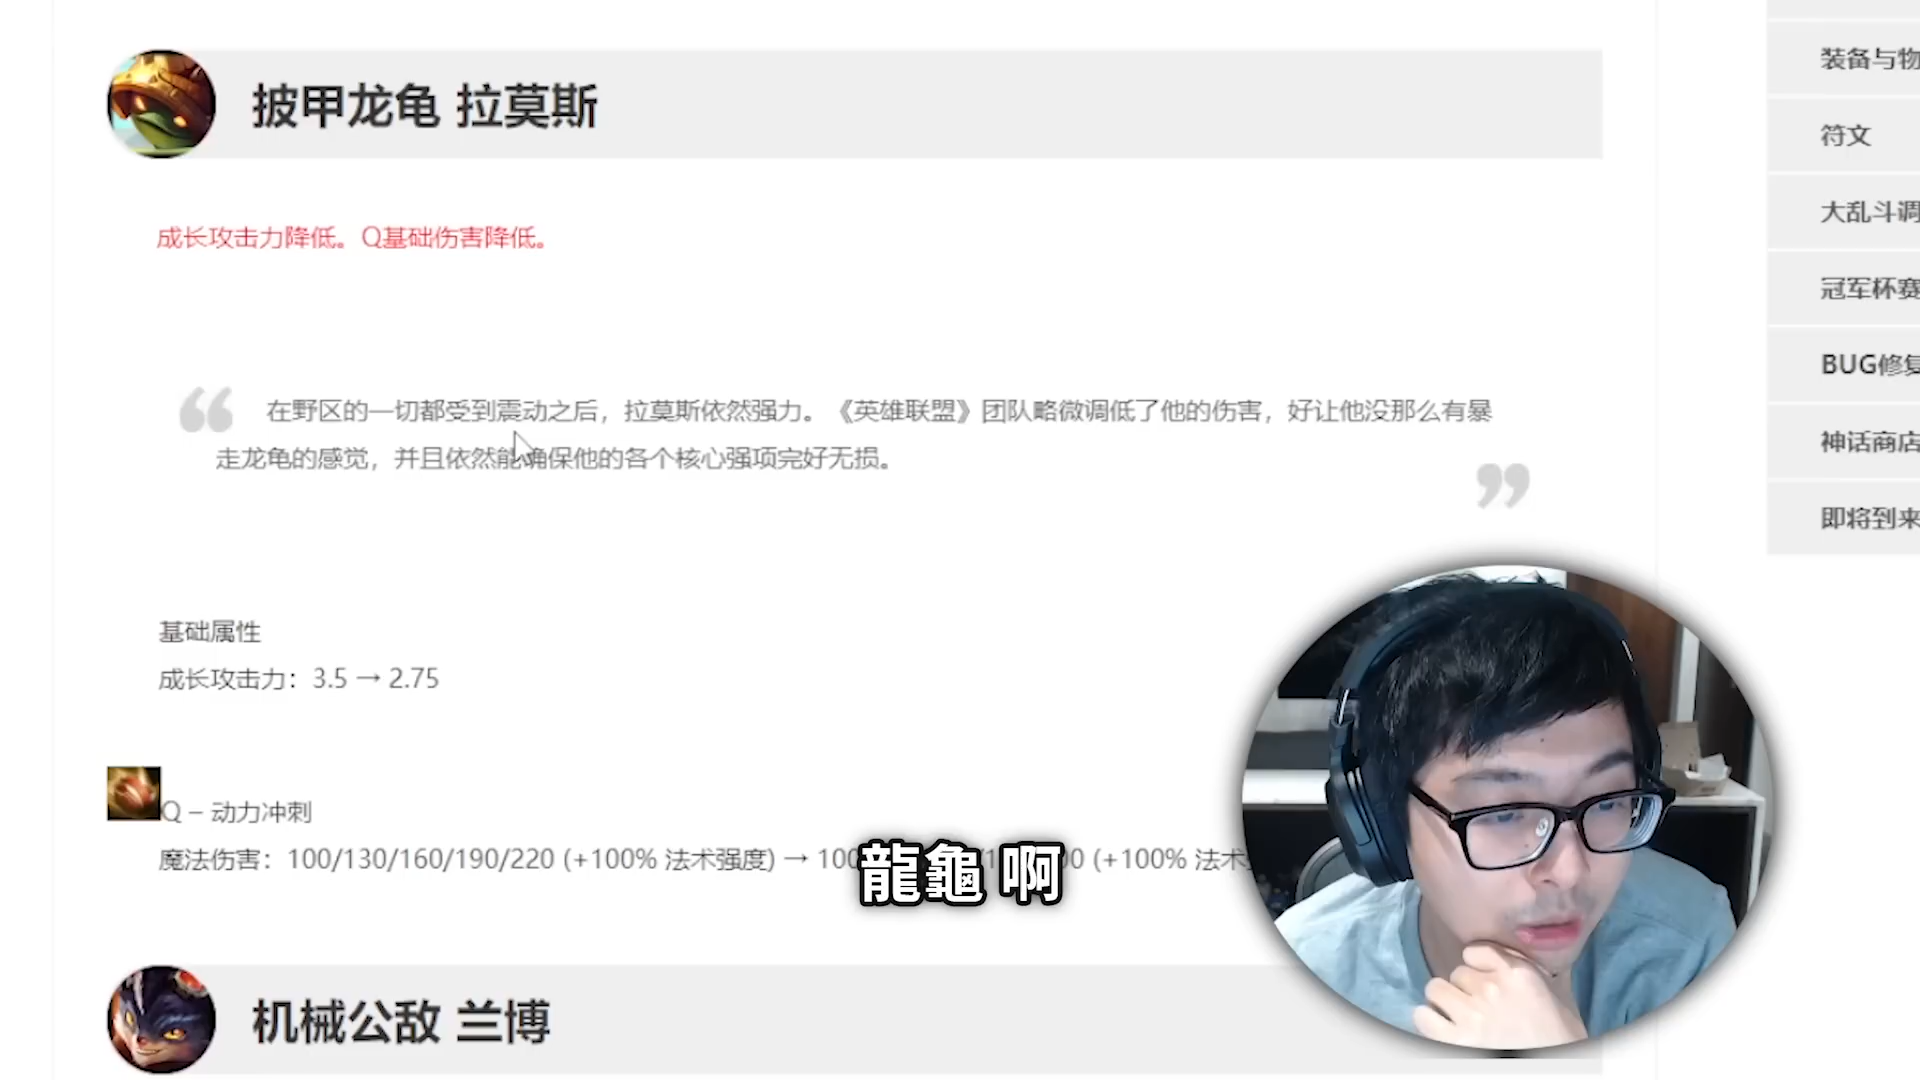 披甲龙龟 拉莫斯
成长攻击力降低。Q基础伤害降低。
在野区的一切都受到震动之后，拉莫斯依然强力。《英雄联盟》团队略微调低了他的伤害，好让他没那么有暴
走龙龟的感觉，并且依然能确保他的各个核心强项完好无损。
基础属性
成长攻击力：3.5 → 2.75
Q – 动力冲刺
魔法伤害：100/130/160/190/220 (+100% 法术强度) → 100 (+100% 法术
龍龜 啊
机械公敌 兰博
装备与物
符文
大乱斗调
冠军杯赛
BUG修复
神话商店
即将到来